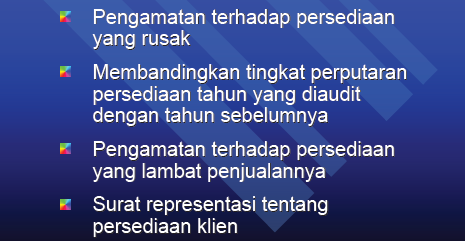 Pengamatan terhadap persediaan
yang rusak
Membandingkan tingkat perputaran
persediaan tahun yang diaudit
dengan tahun sebelumnya
Pengamatan terhadap persediaan
yang lambat penjualannya
Surat representasi tentang
persediaan klien